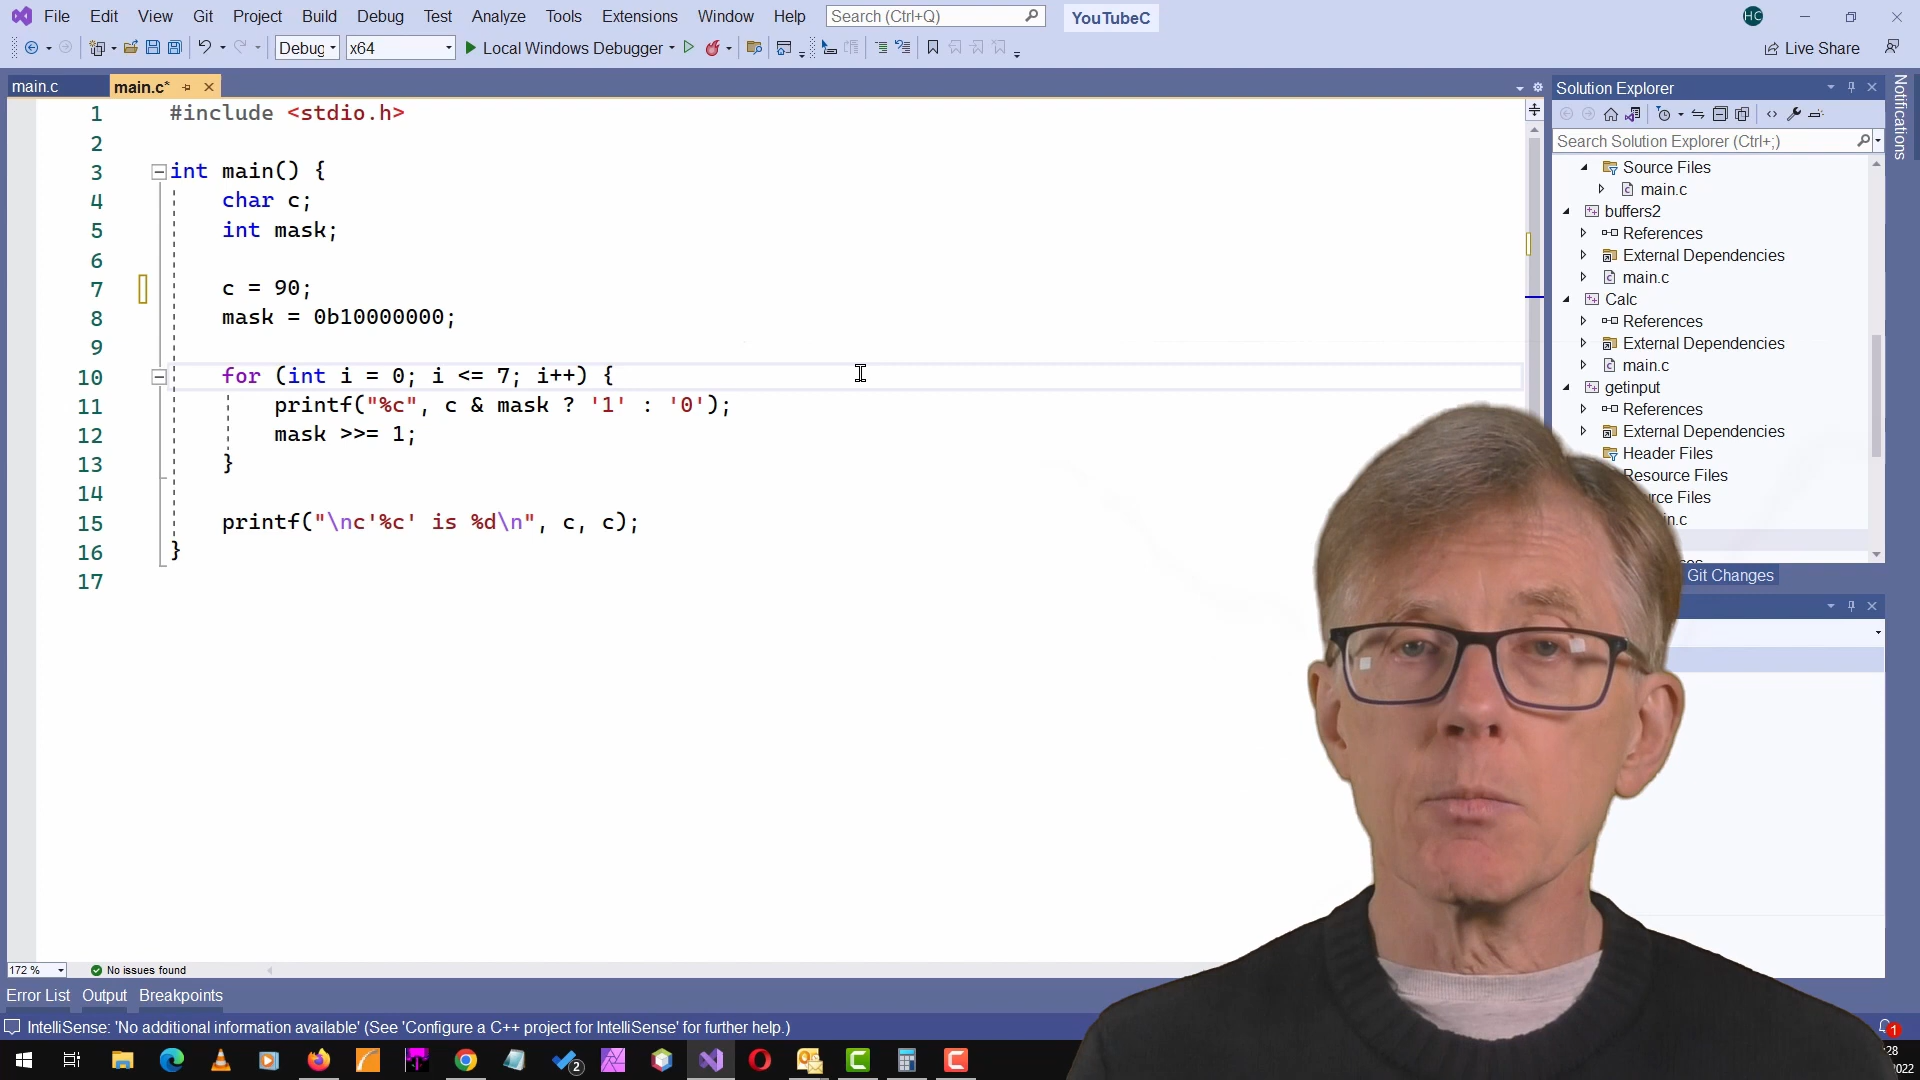 File Edit View Git Project Build Debug Test Analyze Tools Extensions Window Help Search (Ctrl+Q) YouTubeC HC
Debug x64 Local Windows Debugger Live Share
main.c main.c*
1 #include <stdio.h>
2
3 int main() {
4 char c;
5 int mask;
6
7 c = 90;
8 mask = 0b10000000;
9
10 for (int i = 0; i <= 7; i++) {
11 printf("%c", c & mask ? '1' : '0');
12 mask >>= 1;
13 }
14
15 printf("\nc'%c' is %d\n", c, c);
16 }
17
Solution Explorer
Search Solution Explorer (Ctrl+;)
Source Files
main.c
buffers2
References
External Dependencies
main.c
Calc
References
External Dependencies
main.c
getinput
References
External Dependencies
Header Files
Resource Files
Git Changes
Notifications
172 % No issues found
Error List Output Breakpoints
IntelliSense: 'No additional information available' (See 'Configure a C++ project for IntelliSense' for further help.)
1
2